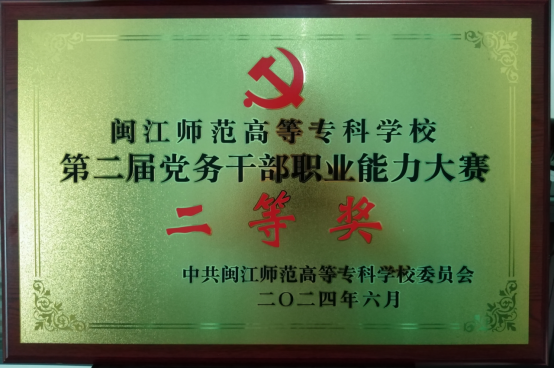 闽江师范高等专科学校
第二届党务干部职业能力大赛
二等奖
中共闽江师范高等专科学校委员会
二〇二四年六月